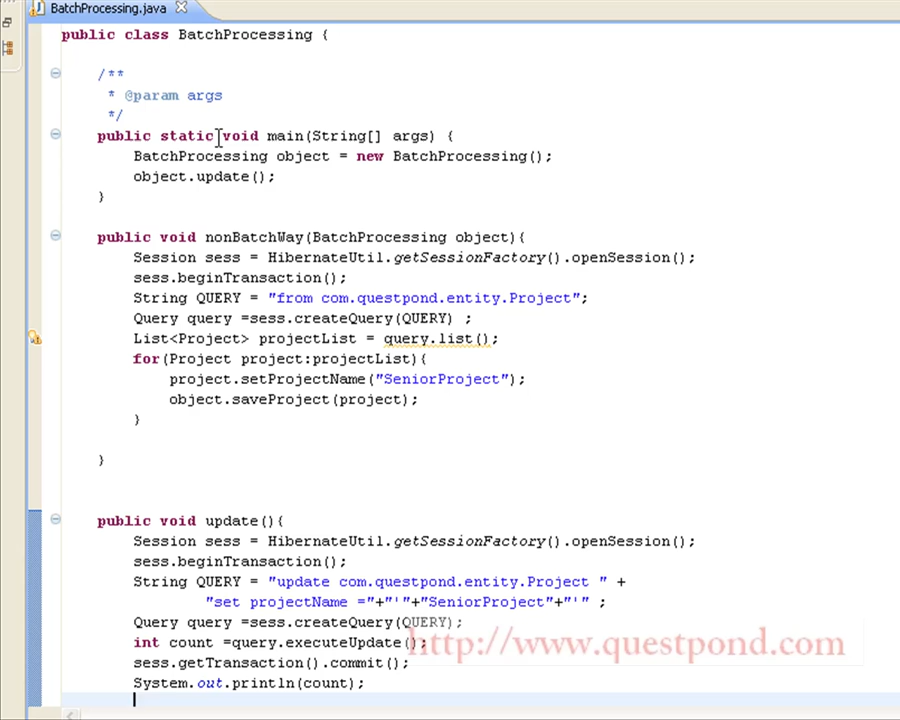 BatchProcessing.java
public class BatchProcessing {
/**
* @param args
*/
public static void main(String[] args) {
BatchProcessing object = new BatchProcessing();
object.update();
}
public void nonBatchWay(BatchProcessing object){
Session sess = HibernateUtil.getSessionFactory().openSession();
sess.beginTransaction();
String QUERY = "from com.questpond.entity.Project";
Query query =sess.createQuery(QUERY) ;
List<Project> projectList = query.list();
for(Project project:projectList){
project.setProjectName("SeniorProject");
object.saveProject(project);
}
}
public void update(){
Session sess = HibernateUtil.getSessionFactory().openSession();
sess.beginTransaction();
String QUERY = "update com.questpond.entity.Project " +
"set projectName ="+"'"+"SeniorProject"+"'" ;
Query query =sess.createQuery(QUERY);
int count =query.executeUpdate();
http://www.questpond.com
sess.getTransaction().commit();
System.out.println(count);